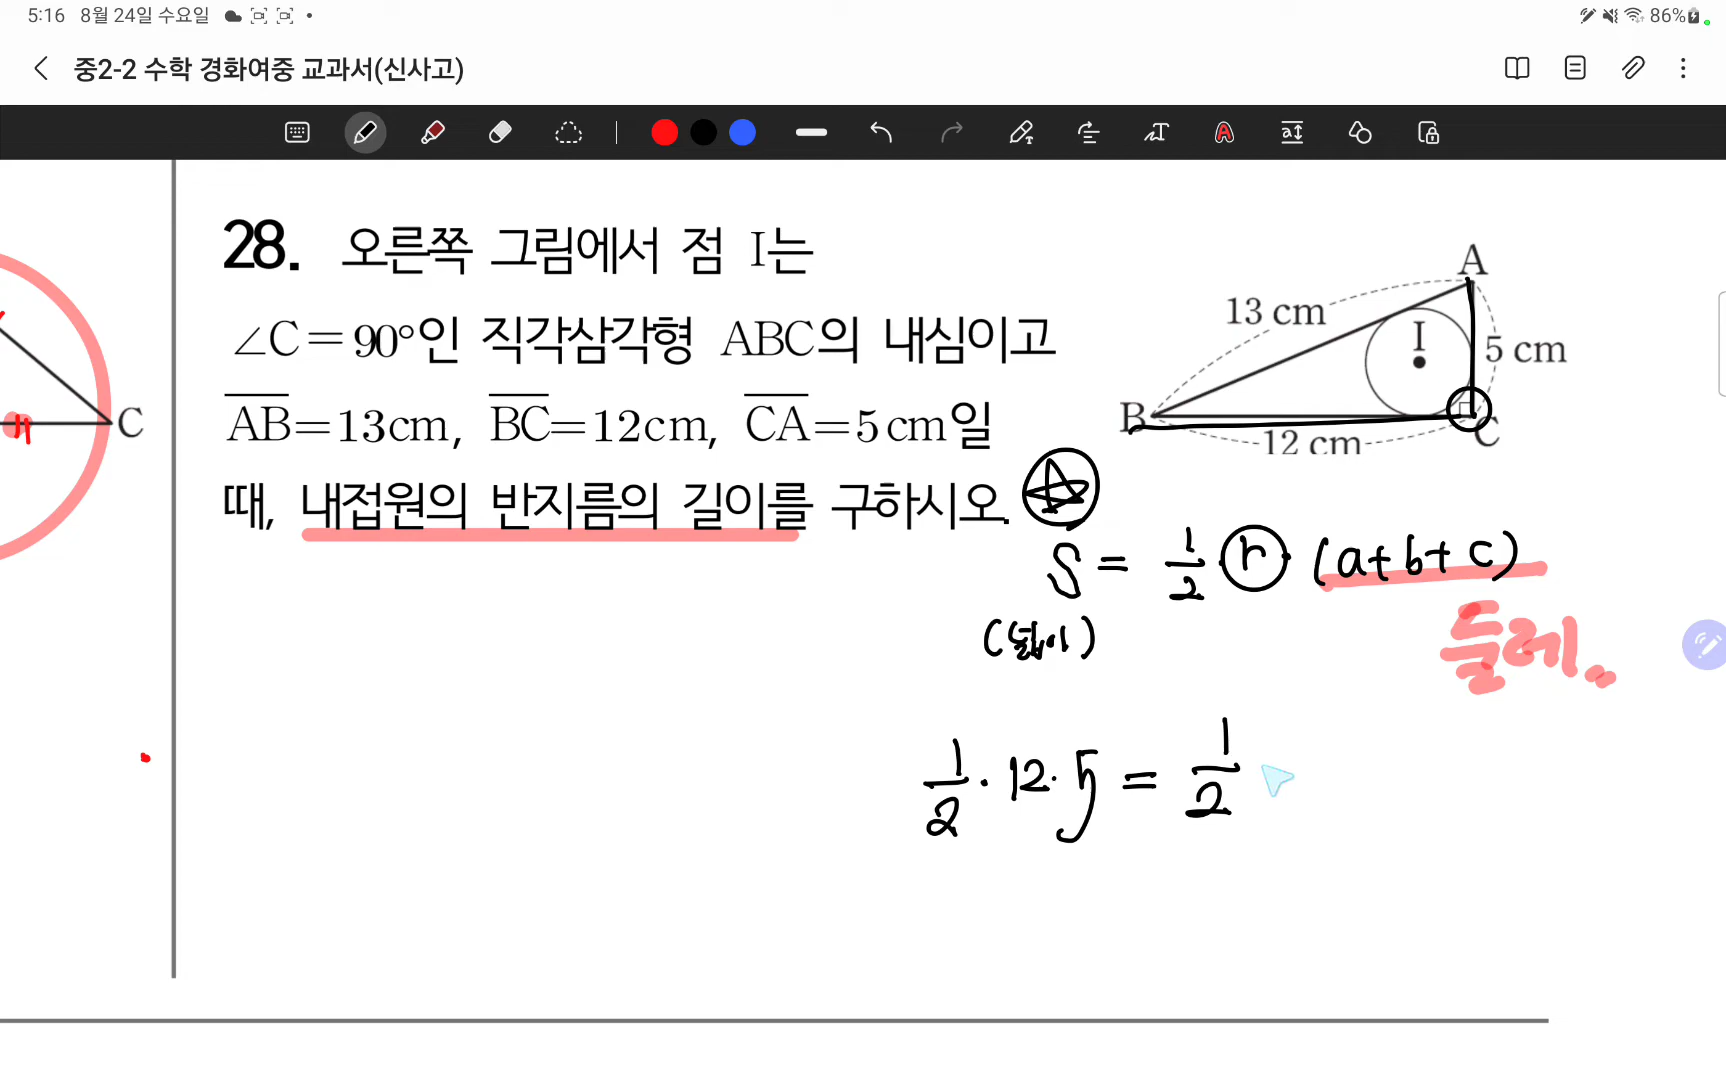 5:16 8월 24일 수요일
86%
중2-2 수학 경화여중 교과서(신사고)
28. 오른쪽 그림에서 점 I는
∠C=90°인 직각삼각형 ABC의 내심이고
AB=13cm, BC=12cm, CA=5cm일
때, 내접원의 반지름의 길이를 구하시오.
A
13 cm
I
5 cm
B
12 cm
C
C
S = 1/2 r (a+b+c)
(넓이)
둘레..
1/2 · 12 · 5 = 1/2